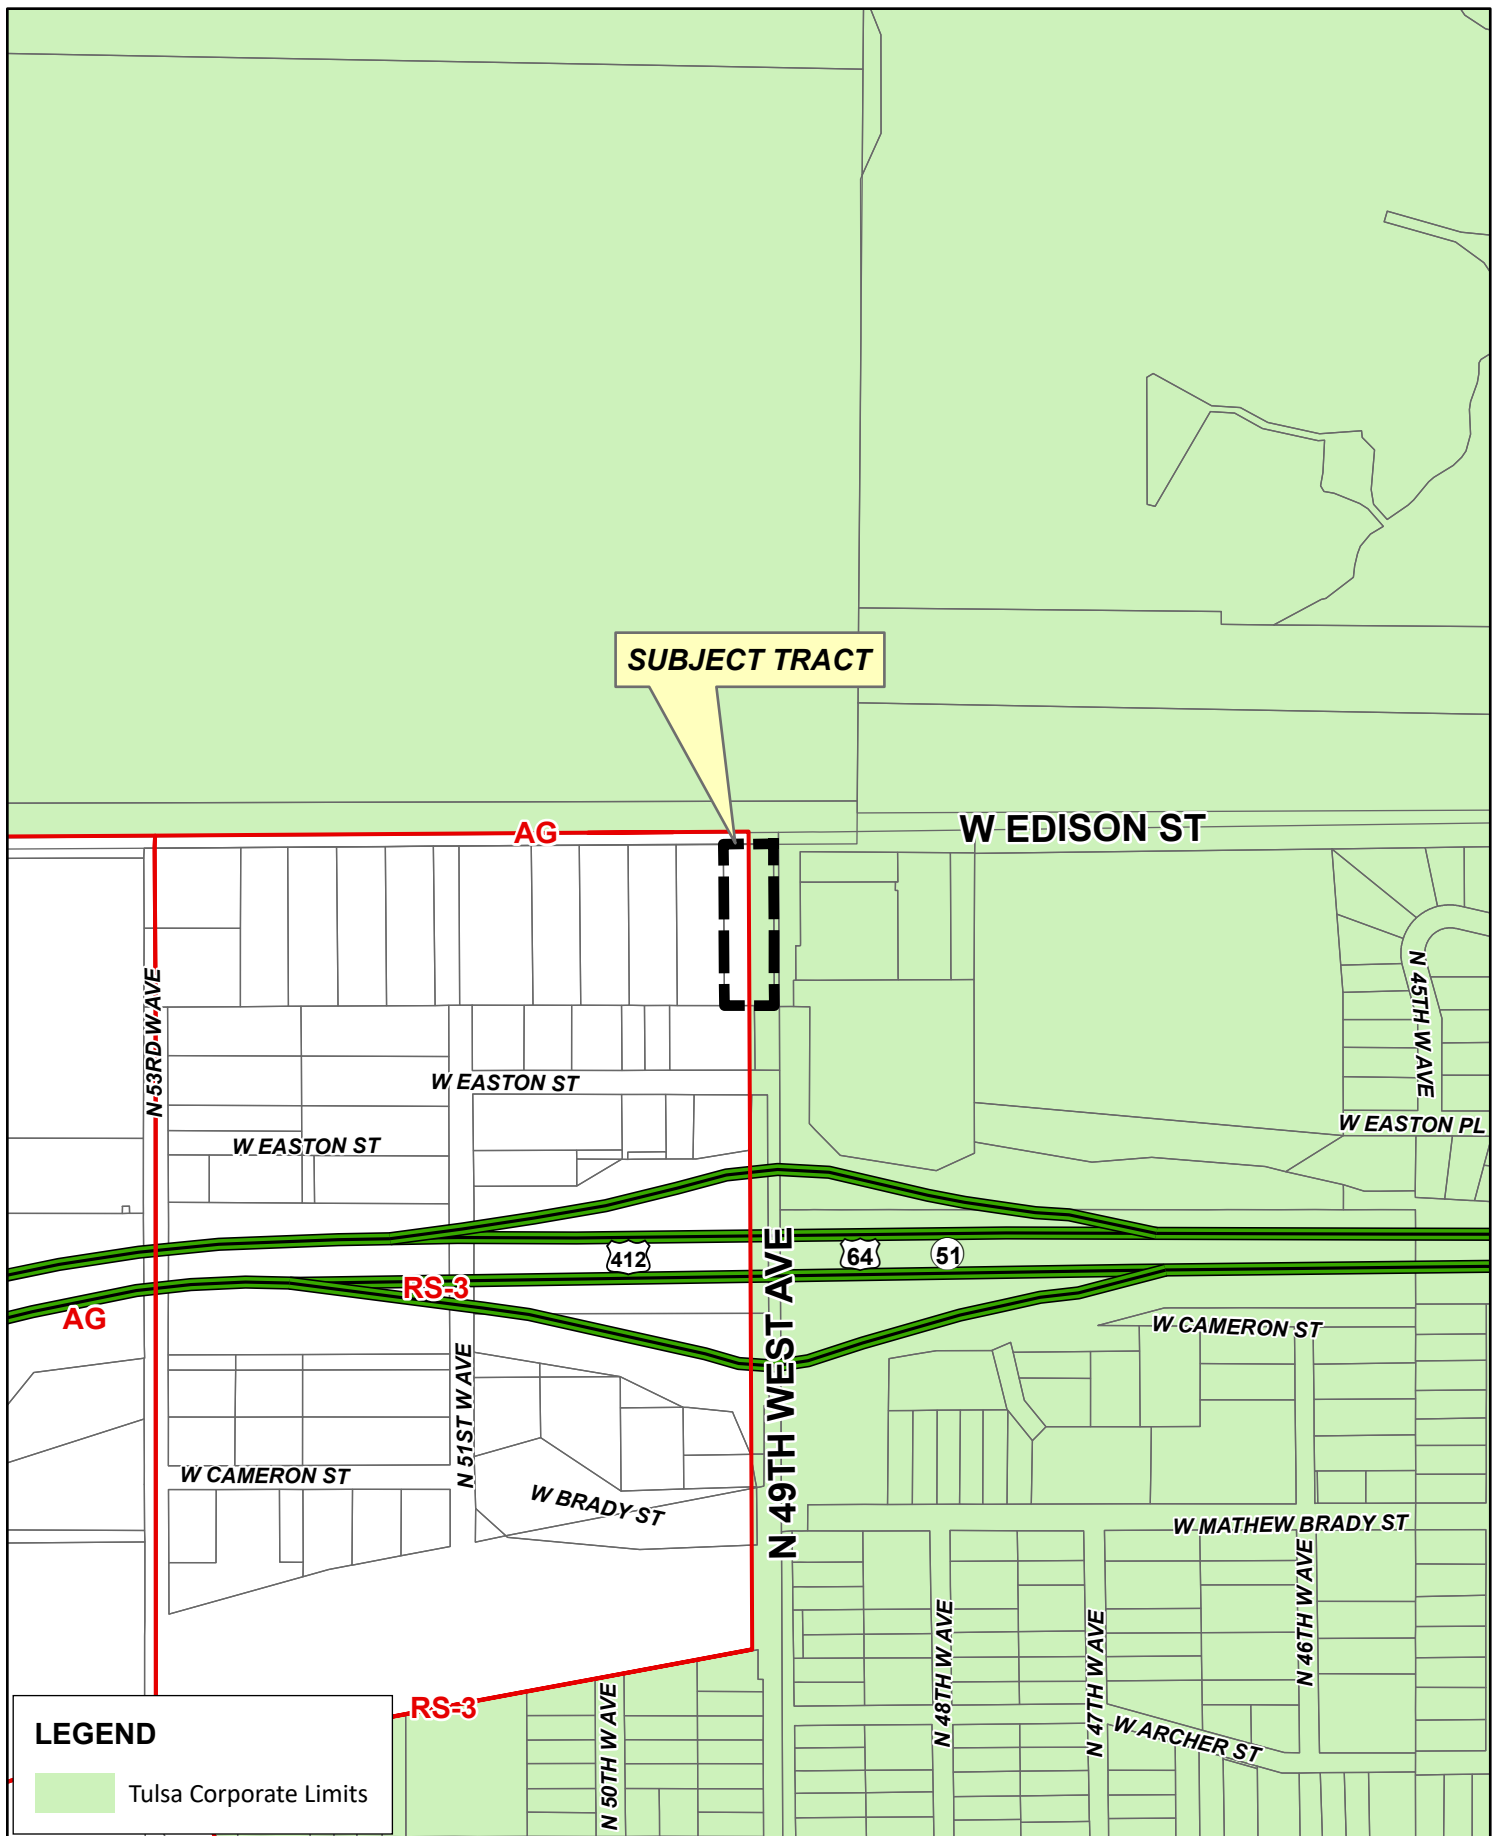 SUBJECT TRACT
W EDISON ST
AG
N 53RD W AVE
N 45TH W AVE
W EASTON ST
W EASTON PL
W EASTON ST
412
64
51
RS-3
AG
N 49TH WEST AVE
W CAMERON ST
N 51ST W AVE
W CAMERON ST
W BRADY ST
W MATHEW BRADY ST
N 46TH W AVE
N 48TH W AVE
N 47TH W AVE
RS-3
N 50TH W AVE
W ARCHER ST
LEGEND
Tulsa Corporate Limits